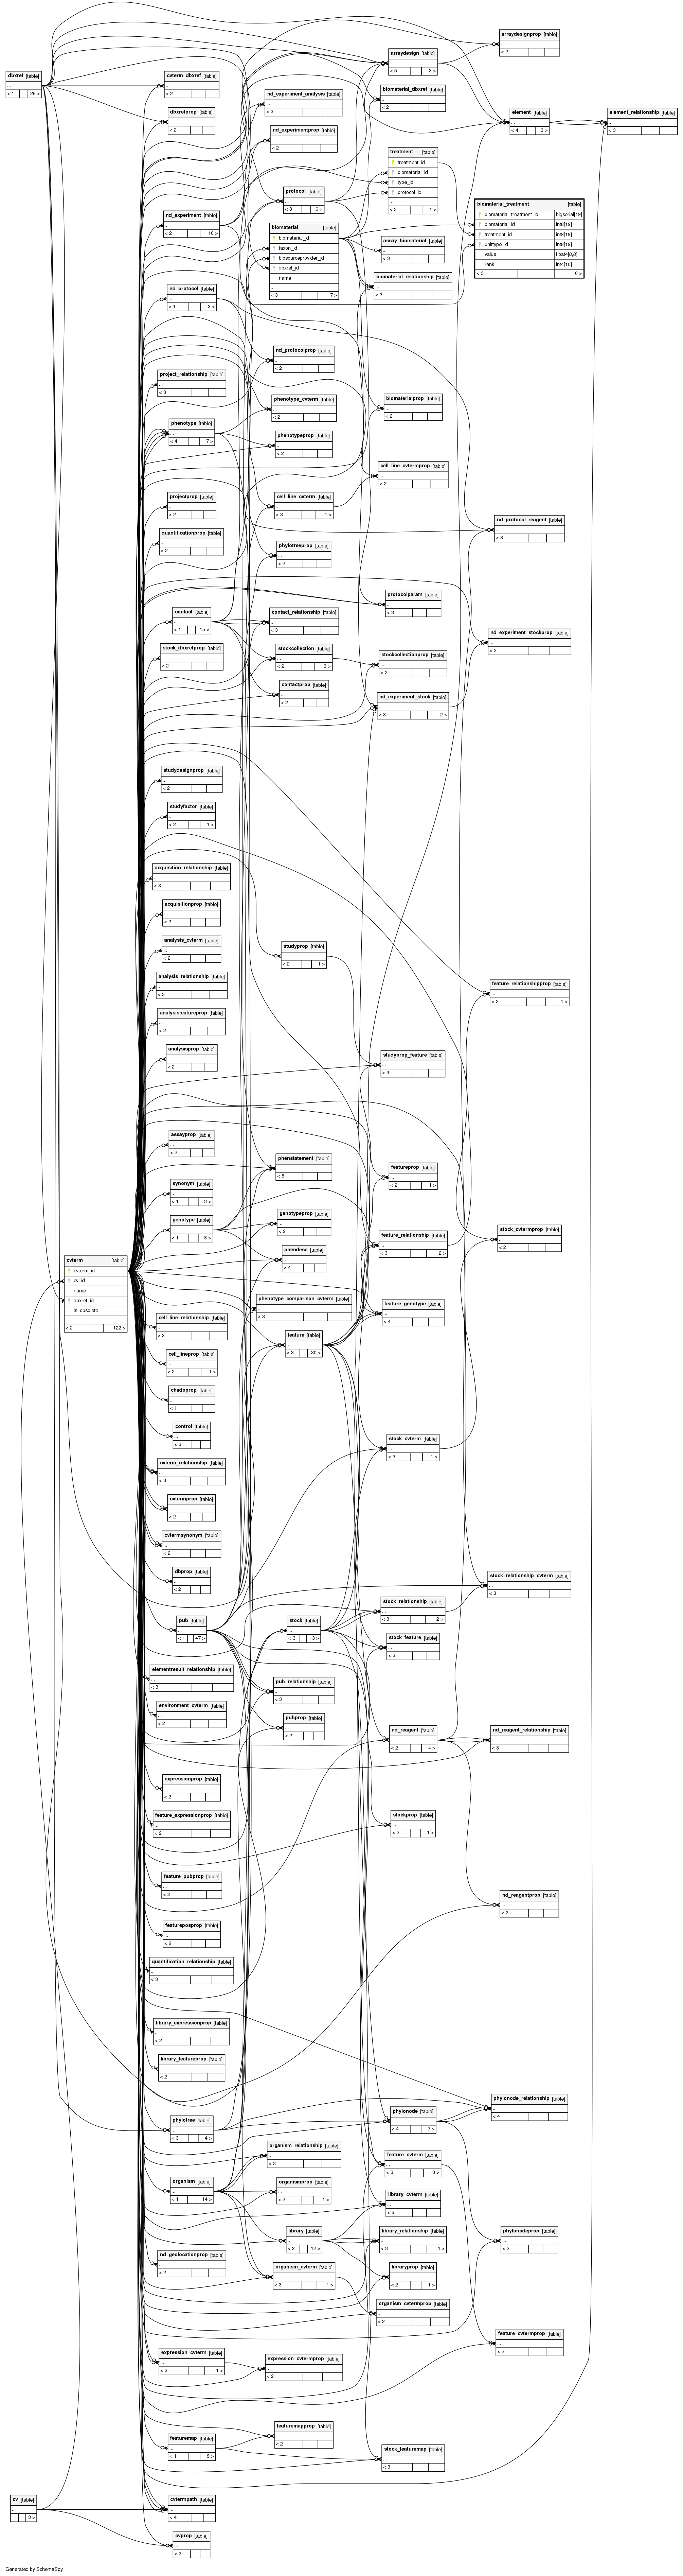 arraydesignprop [table]
...
< 2
arraydesign [table]
...
< 5 3 >
dbxref [table]
...
< 1 26 >
cvterm_dbxref [table]
...
< 2
biomaterial_dbxref [table]
...
< 2
nd_experiment_analysis [table]
...
< 3
dbxrefprop [table]
...
< 2
element [table]
...
< 4 3 >
element_relationship [table]
...
< 3
nd_experimentprop [table]
...
< 2
treatment [table]
treatment_id
biomaterial_id
type_id
protocol_id
...
< 3 1 >
protocol [table]
...
< 3 6 >
biomaterial_treatment [table]
biomaterial_treatment_id bigserial[19]
biomaterial_id int8[19]
treatment_id int8[19]
unittype_id int8[19]
value float4[8,8]
rank int4[10]
< 3 0 >
nd_experiment [table]
...
< 2 10 >
biomaterial [table]
biomaterial_id
taxon_id
biosourceprovider_id
dbxref_id
name
...
< 3 7 >
assay_biomaterial [table]
...
< 3
biomaterial_relationship [table]
...
< 3
nd_protocol [table]
...
< 1 3 >
nd_protocolprop [table]
...
< 2
project_relationship [table]
...
< 3
phenotype_cvterm [table]
...
< 2
biomaterialprop [table]
...
< 2
phenotype [table]
...
< 4 7 >
phenotypeprop [table]
...
< 2
cell_line_cvtermprop [table]
...
< 2
projectprop [table]
...
< 2
cell_line_cvterm [table]
...
< 3 1 >
nd_protocol_reagent [table]
...
< 3
quantificationprop [table]
...
< 2
phylotreeprop [table]
...
< 2
protocolparam [table]
...
< 3
contact [table]
...
< 1 15 >
contact_relationship [table]
...
< 3
nd_experiment_stockprop [table]
...
< 2
stock_dbxrefprop [table]
...
< 2
stockcollection [table]
...
< 2 3 >
stockcollectionprop [table]
...
< 2
contactprop [table]
...
< 2
nd_experiment_stock [table]
...
< 3 2 >
studydesignprop [table]
...
< 2
studyfactor [table]
...
< 2 1 >
acquisition_relationship [table]
...
< 3
acquisitionprop [table]
...
< 2
analysis_cvterm [table]
...
< 2
studyprop [table]
...
< 2 1 >
analysis_relationship [table]
...
< 3
feature_relationshipprop [table]
...
< 2 1 >
analysisfeatureprop [table]
...
< 2
analysisprop [table]
...
< 2
studyprop_feature [table]
...
< 3
assayprop [table]
...
< 2
phenstatement [table]
...
< 5
featureprop [table]
...
< 2 1 >
synonym [table]
...
< 1 3 >
genotype [table]
...
< 1 8 >
genotypeprop [table]
...
< 2
stock_cvtermprop [table]
...
< 2
feature_relationship [table]
...
< 3 2 >
phendesc [table]
...
< 4
cvterm [table]
cvterm_id
cv_id
name
dbxref_id
is_obsolete
...
< 2 122 >
phenotype_comparison_cvterm [table]
...
< 3
feature_genotype [table]
...
< 4
cell_line_relationship [table]
...
< 3
feature [table]
...
< 3 30 >
cell_lineprop [table]
...
< 2 1 >
chadoprop [table]
...
< 1
control [table]
...
< 3
stock_cvterm [table]
...
< 3 1 >
cvterm_relationship [table]
...
< 3
cvtermprop [table]
...
< 2
cvtermsynonym [table]
...
< 2
dbprop [table]
...
< 2
stock_relationship_cvterm [table]
...
< 3
stock_relationship [table]
...
< 3 2 >
pub [table]
...
< 1 47 >
stock [table]
...
< 3 13 >
stock_feature [table]
...
< 3
elementresult_relationship [table]
...
< 3
pub_relationship [table]
...
< 3
environment_cvterm [table]
...
< 2
pubprop [table]
...
< 2
nd_reagent [table]
...
< 2 4 >
nd_reagent_relationship [table]
...
< 3
expressionprop [table]
...
< 2
feature_expressionprop [table]
...
< 2
stockprop [table]
...
< 2 1 >
feature_pubprop [table]
...
< 2
nd_reagentprop [table]
...
< 2
featureposprop [table]
...
< 2
quantification_relationship [table]
...
< 3
library_expressionprop [table]
...
< 2
library_featureprop [table]
...
< 2
phylonode_relationship [table]
...
< 4
phylotree [table]
...
< 3 4 >
phylonode [table]
...
< 4 7 >
organism_relationship [table]
...
< 3
feature_cvterm [table]
...
< 3 3 >
organism [table]
...
< 1 14 >
organismprop [table]
...
< 2 1 >
library_cvterm [table]
...
< 3
library [table]
...
< 2 12 >
library_relationship [table]
...
< 3 1 >
phylonodeprop [table]
...
< 2
nd_geolocationprop [table]
...
< 2
organism_cvterm [table]
...
< 3 1 >
libraryprop [table]
...
< 2 1 >
organism_cvtermprop [table]
...
< 2
feature_cvtermprop [table]
...
< 2
expression_cvterm [table]
...
< 3 1 >
expression_cvtermprop [table]
...
< 2
featuremap [table]
...
< 1 8 >
featuremapprop [table]
...
< 2
stock_featuremap [table]
...
< 3
cv [table]
...
3 >
cvtermpath [table]
...
< 4
cvprop [table]
...
< 2
Generated by SchemaSpy